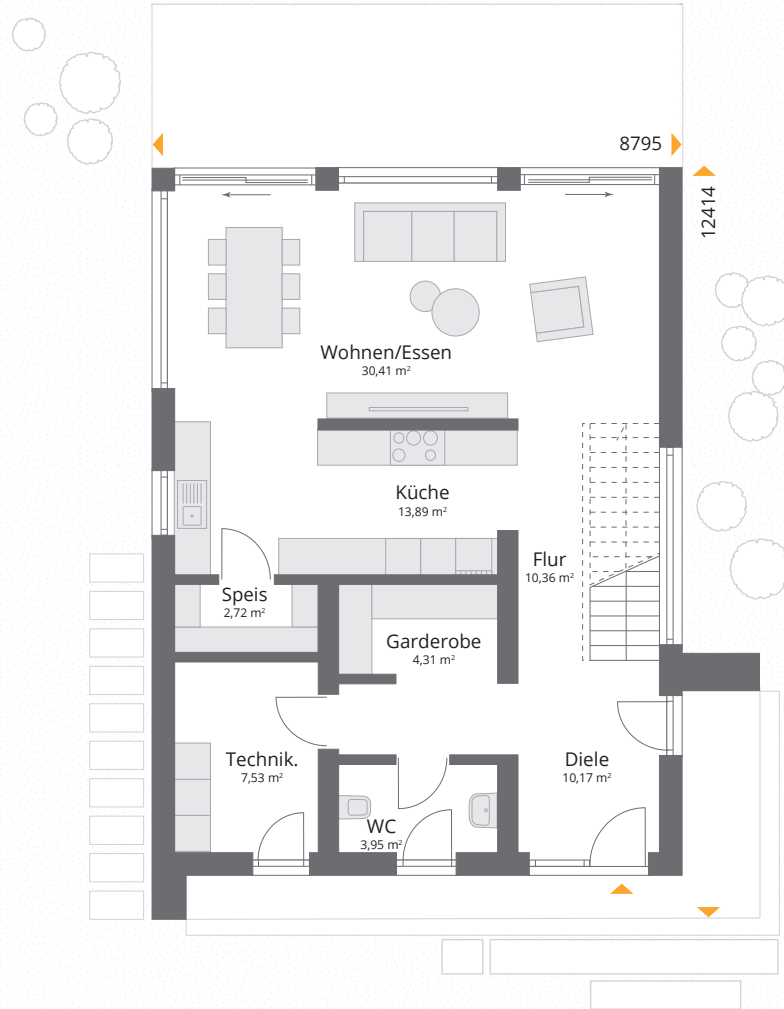 8795
12414
Wohnen/Essen
30,41 m²
Küche
13,89 m²
Flur
10,36 m²
Speis
2,72 m²
Garderobe
4,31 m²
Technik.
7,53 m²
Diele
10,17 m²
WC
3,95 m²